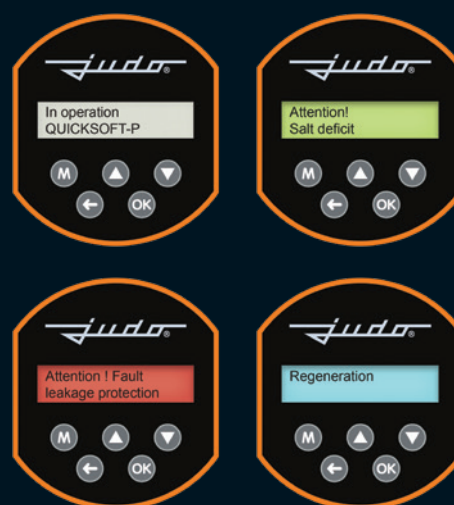 judo®
In operation
QUICKSOFT-P
M
OK
judo®
Attention!
Salt deficit
M
OK
judo®
Attention ! Fault
leakage protection
M
OK
judo®
Regeneration
M
OK